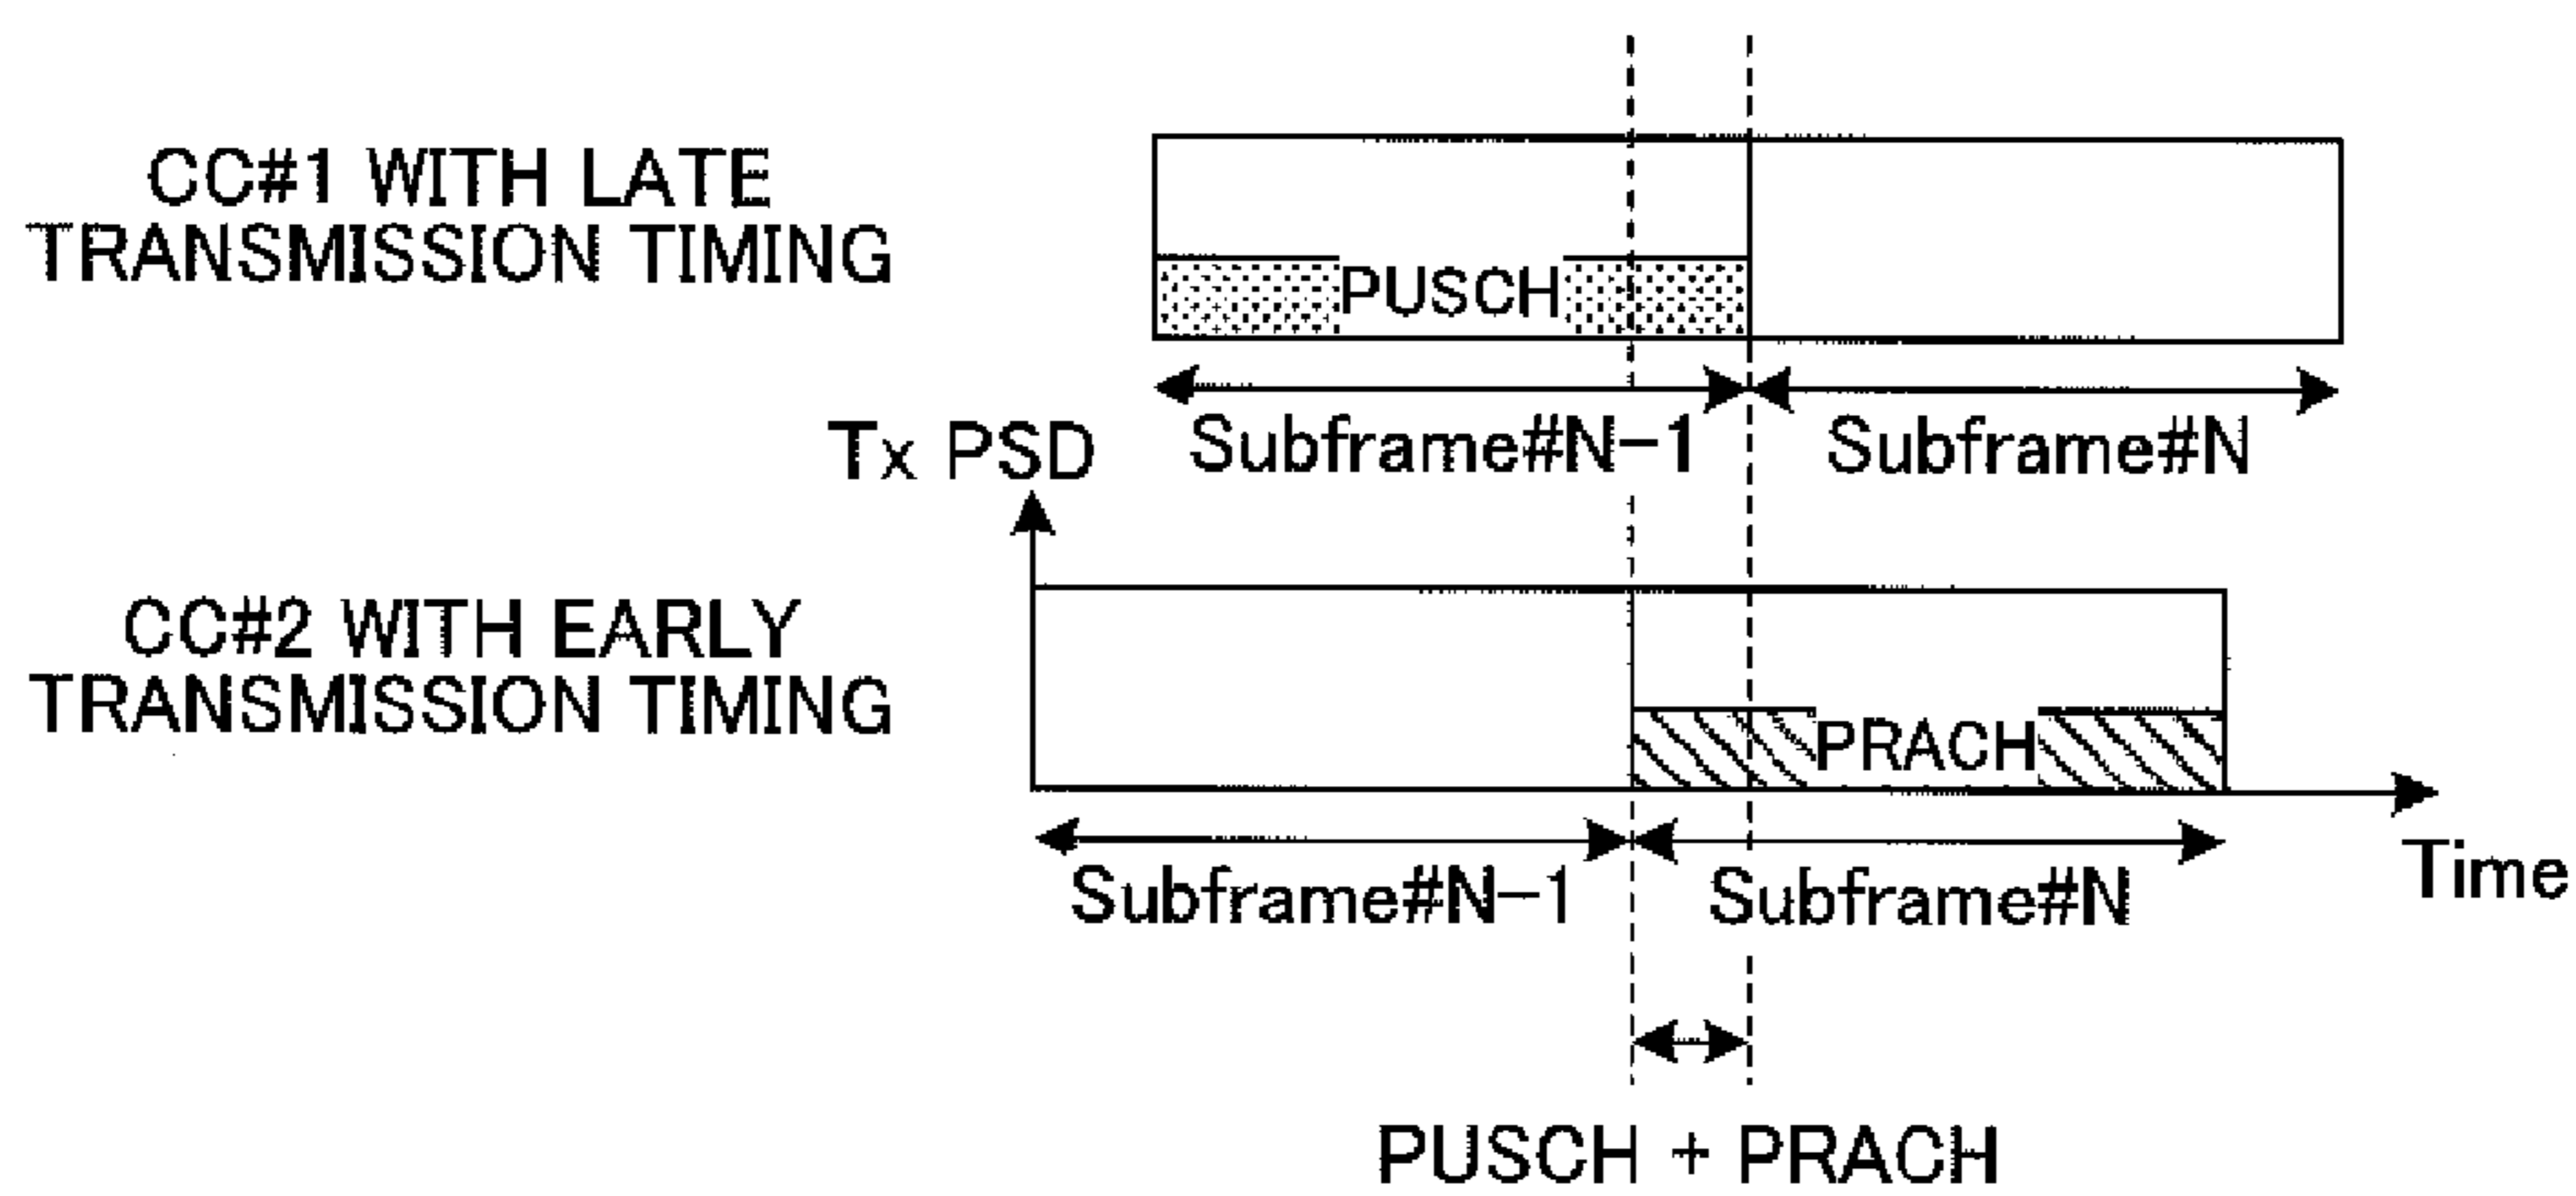 CC#1 WITH LATE
TRANSMISSION TIMING
PUSCH
Subframe#N-1
Subframe#N
Tx PSD
CC#2 WITH EARLY
TRANSMISSION TIMING
PRACH
Subframe#N-1
Subframe#N
Time
PUSCH + PRACH